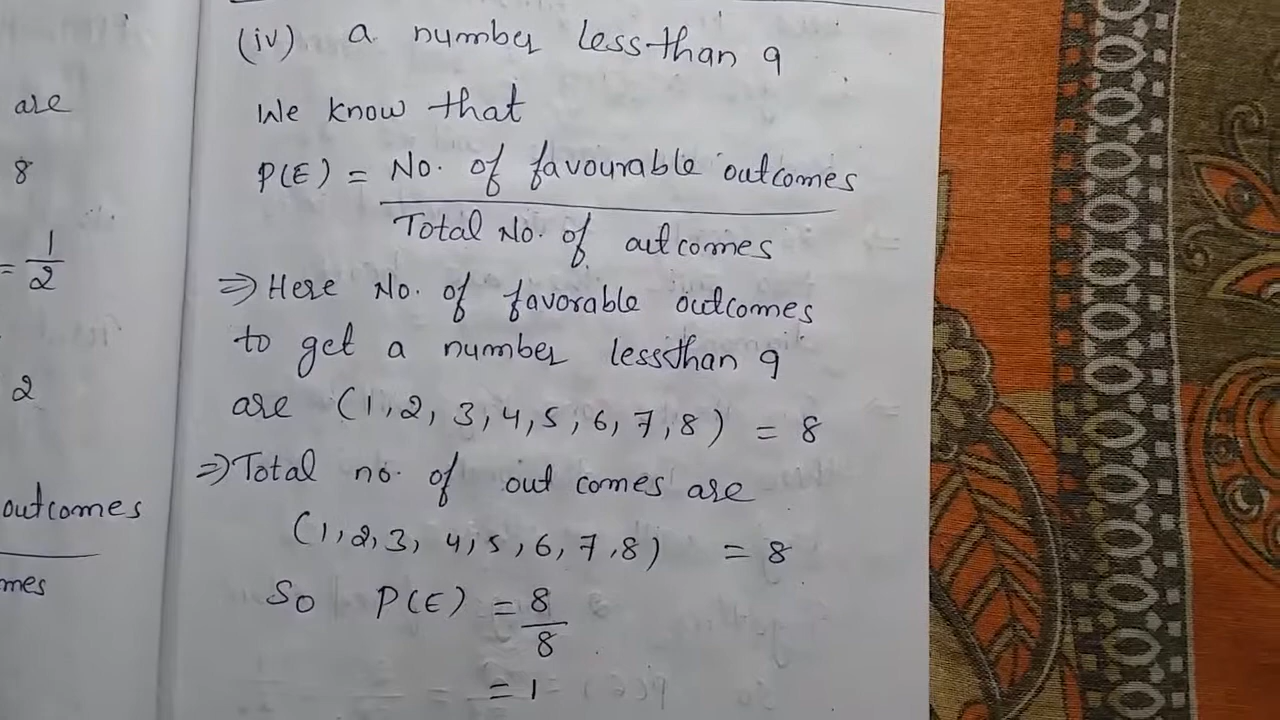 are
8
= 1/2
2
outcomes
mes
(iv) a number less than 9
We know that
P(E) = No. of favourable outcomes
Total No. of outcomes
⇒ Here No. of favorable outcomes
to get a number lessthan 9
are (1,2,3,4,5,6,7,8) = 8
⇒ Total no. of out comes are
(1,2,3,4,5,6,7,8) = 8
So P(E) = 8
8
= 1